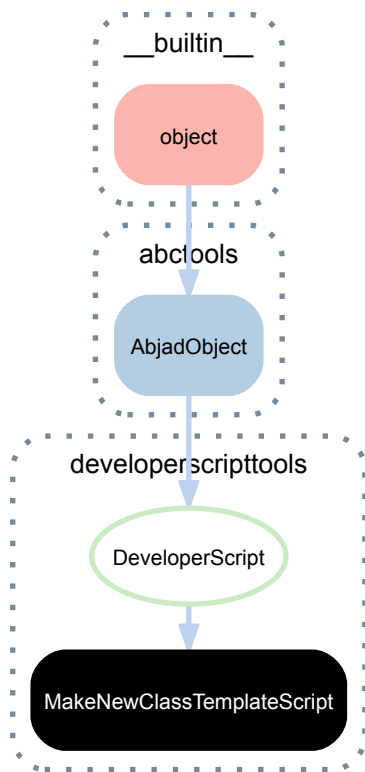 __builtin__
object
abctools
AbjadObject
developerscripttools
DeveloperScript
MakeNewClassTemplateScript